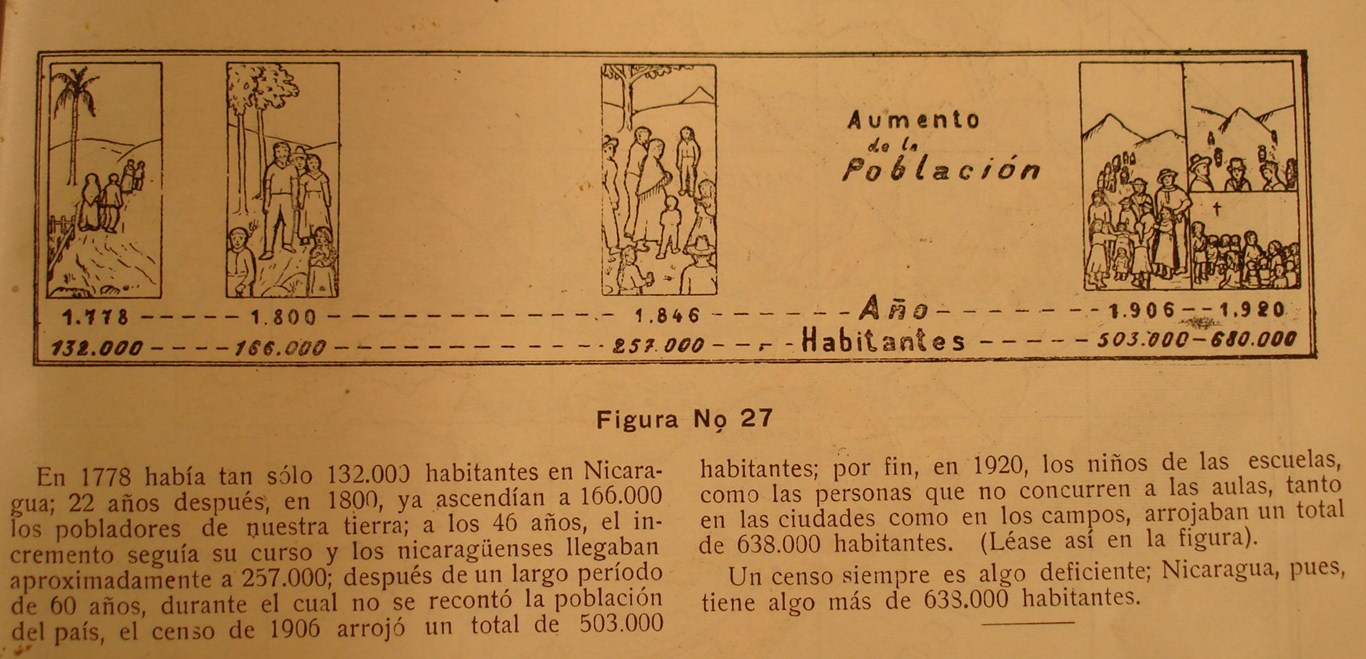 Aumento
de la
Población
1.778 - - - - - 1.800 - - - - - - - - - - - - - - - 1.846 - - - - - - Año - - - - - - - 1.906 - - 1.920
132.000 - - - - 166.000 - - - - - - - - - - - - - - 257.000 - - - - Habitantes - - - - - 503.000 - 680.000
Figura No 27
En 1778 había tan sólo 132.000 habitantes en Nicara-
gua; 22 años después, en 1800, ya ascendían a 166.000
los pobladores de nuestra tierra; a los 46 años, el in-
cremento seguía su curso y los nicaragüenses llegaban
aproximadamente a 257.000; después de un largo período
de 60 años, durante el cual no se recontó la población
del país, el censo de 1906 arrojó un total de 503.000
habitantes; por fin, en 1920, los niños de las escuelas,
como las personas que no concurren a las aulas, tanto
en las ciudades como en los campos, arrojaban un total
de 638.000 habitantes. (Léase así en la figura).
Un censo siempre es algo deficiente; Nicaragua, pues,
tiene algo más de 638.000 habitantes.